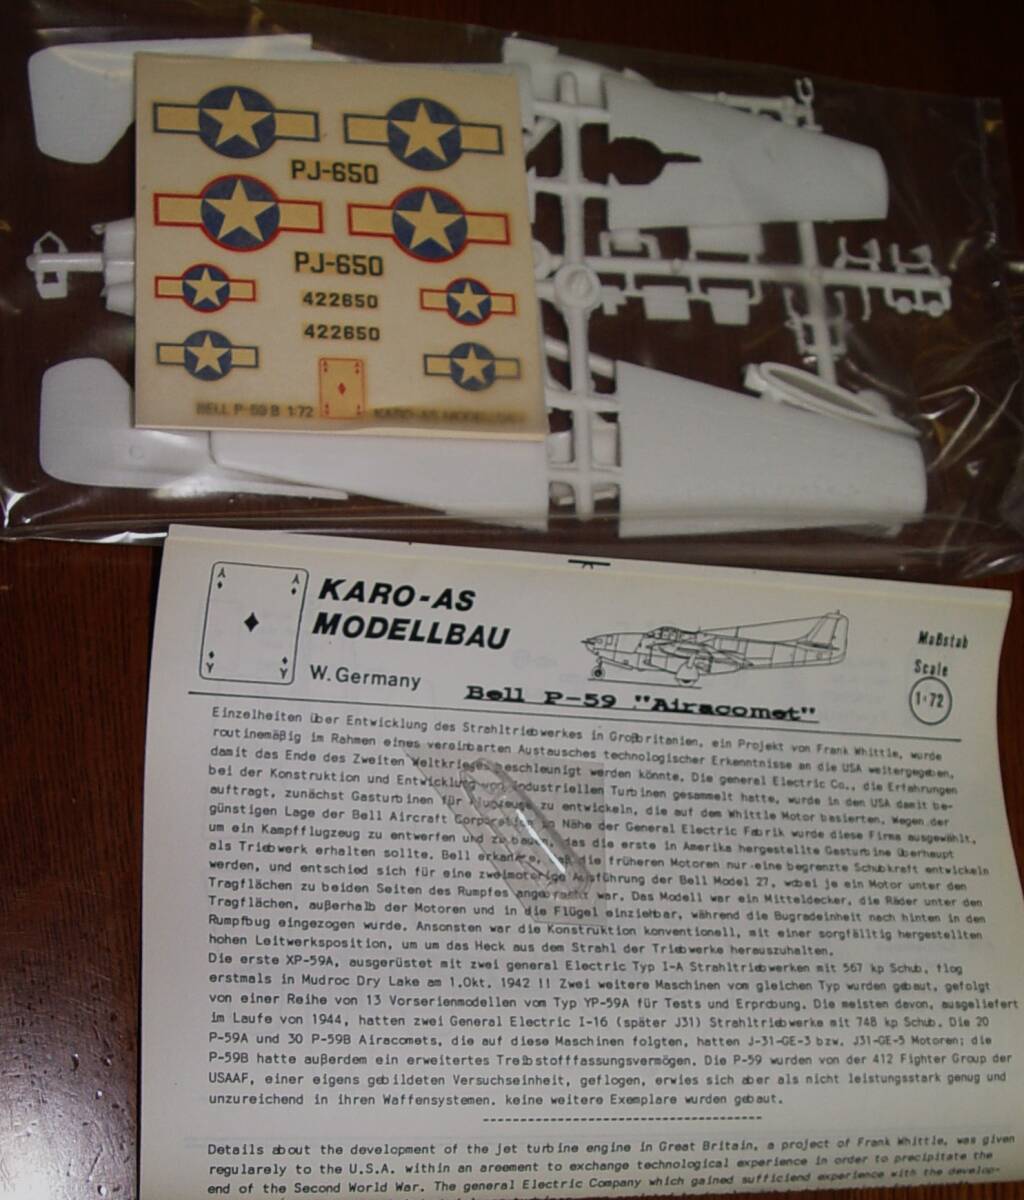 PJ-650
PJ-650
422650
422650
A
BELL P-59 B 1:72
KARO-AS MODELLBAU
A A
KARO-AS
MODELLBAU
A A
W. Germany
Bell P-59 "Airacomet"
Maßstab
Scale
1:72
Einzelheiten über Entwicklung des Strahltriebwerkes in Großbritanien, ein Projekt von Frank Whittle, wurde
routinemäßig im Rahmen eines vereinbarten Austausches technologischer Erkenntnisse an die USA weitergegeben,
damit das Ende des Zweiten Weltkrieges beschleunigt werden könnte. Die general Electric Co., die Erfahrungen
bei der Konstruktion und Entwicklung von industriellen Turbinen gesammelt hatte, wurde in den USA damit be-
auftragt, zunächst Gasturbinen für Flugzeuge zu entwickeln, die auf dem Whittle Motor basierten. Wegen der
günstigen Lage der Bell Aircraft Corporation in Nähe der General Electric Fabrik wurde diese Firma ausgewählt,
um ein Kampfflugzeug zu entwerfen und zu bauen, das die erste in Amerika hergestellte Gasturbine überhaupt
als Triebwerk erhalten sollte. Bell erkannte, daß die früheren Motoren nur eine begrenzte Schubkraft entwickeln
werden, und entschied sich für eine zweimotorige Ausführung der Bell Model 27, wobei je ein Motor unter den
Tragflächen zu beiden Seiten des Rumpfes angebracht war. Das Modell war ein Mitteldecker, die Räder unter den
Tragflächen, außerhalb der Motoren und in die Flügel einziehbar, während die Bugradeinheit nach hinten in den
Rumpfbug eingezogen wurde. Ansonsten war die Konstruktion konventionell, mit einer sorgfältig hergestellten
hohen Leitwerksposition, um um das Heck aus dem Strahl der Triebwerke herauszuhalten.
Die erste XP-59A, ausgerüstet mit zwei general Electric Typ I-A Strahltriebwerken mit 567 kp Schub, flog
erstmals in Mudroc Dry Lake am 1.Okt. 1942 !! Zwei weitere Maschinen vom gleichen Typ wurden gebaut, gefolgt
von einer Reihe von 13 Vorserienmodellen vom Typ YP-59A für Tests und Erprobung. Die meisten davon, ausgeliefert
im Laufe von 1944, hatten zwei General Electric I-16 (später J31) Strahltriebwerke mit 748 kp Schub. Die 20
P-59A und 30 P-59B Airacomets, die auf diese Maschinen folgten, hatten J-31-GE-3 bzw. J31-GE-5 Motoren; die
P-59B hatte außerdem ein erweitertes Treibstoffassungsvermögen. Die P-59 wurden von der 412 Fighter Group der
USAAF, einer eigens gebildeten Versuchseinheit, geflogen, erwies sich aber als nicht leistungsstark genug und
unzureichend in ihren Waffensystemen. keine weitere Exemplare wurden gebaut.
Details about the development of the jet turbine engine in Great Britain, a project of Frank Whittle, was given
regularely to the U.S.A. within an areement to exchange technological experience in order to precipitate the
end of the Second World War. The general Electric Company which gained sufficiend experience with the develop-